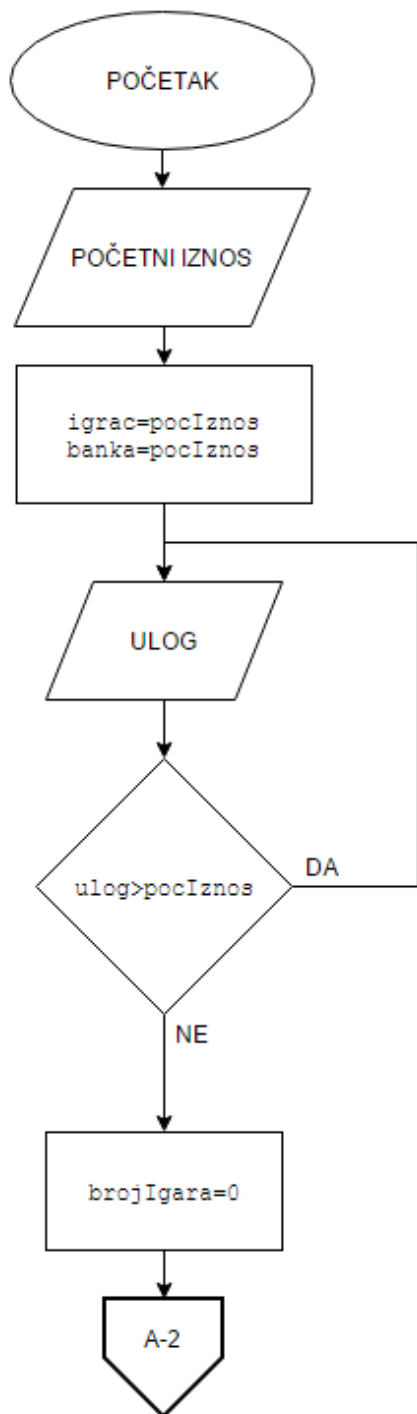 POČETAK
POČETNI IZNOS
igrac=pocIznos
banka=pocIznos
ULOG
ulog>pocIznos
DA
NE
brojIgara=0
A-2